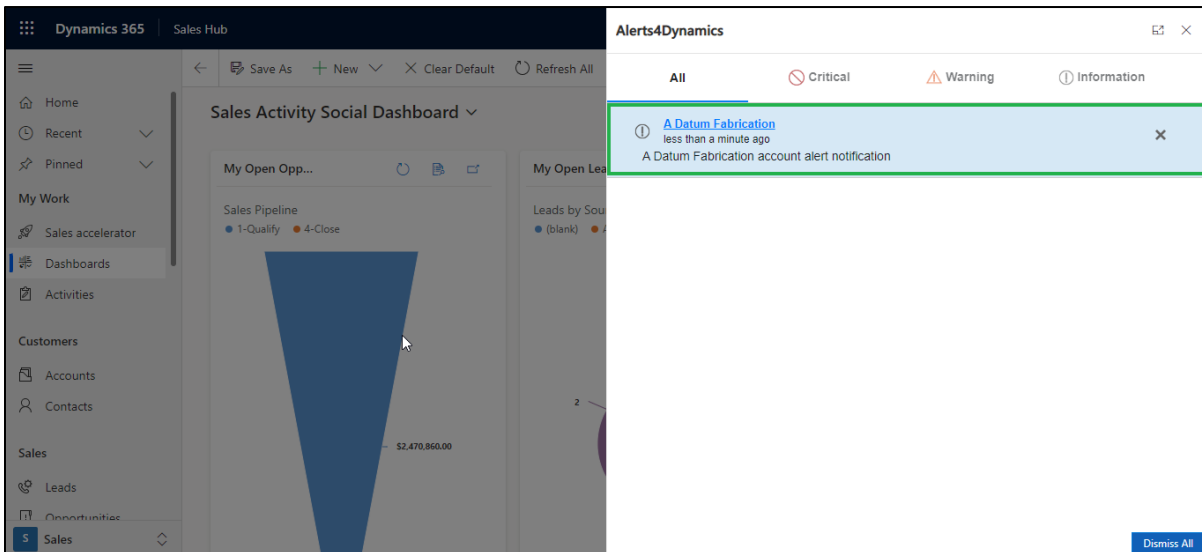 Dynamics 365 Sales Hub
Save As New Clear Default Refresh All
Home
Recent
Pinned
My Work
Sales accelerator
Dashboards
Activities
Customers
Accounts
Contacts
Sales
Leads
Opportunities
S Sales
Sales Activity Social Dashboard
My Open Opp...
Sales Pipeline
1-Qualify 4-Close
$2,470,860.00
My Open Lea
Leads by Sou
(blank)
2
Alerts4Dynamics
All Critical Warning Information
A Datum Fabrication
less than a minute ago
A Datum Fabrication account alert notification
Dismiss All